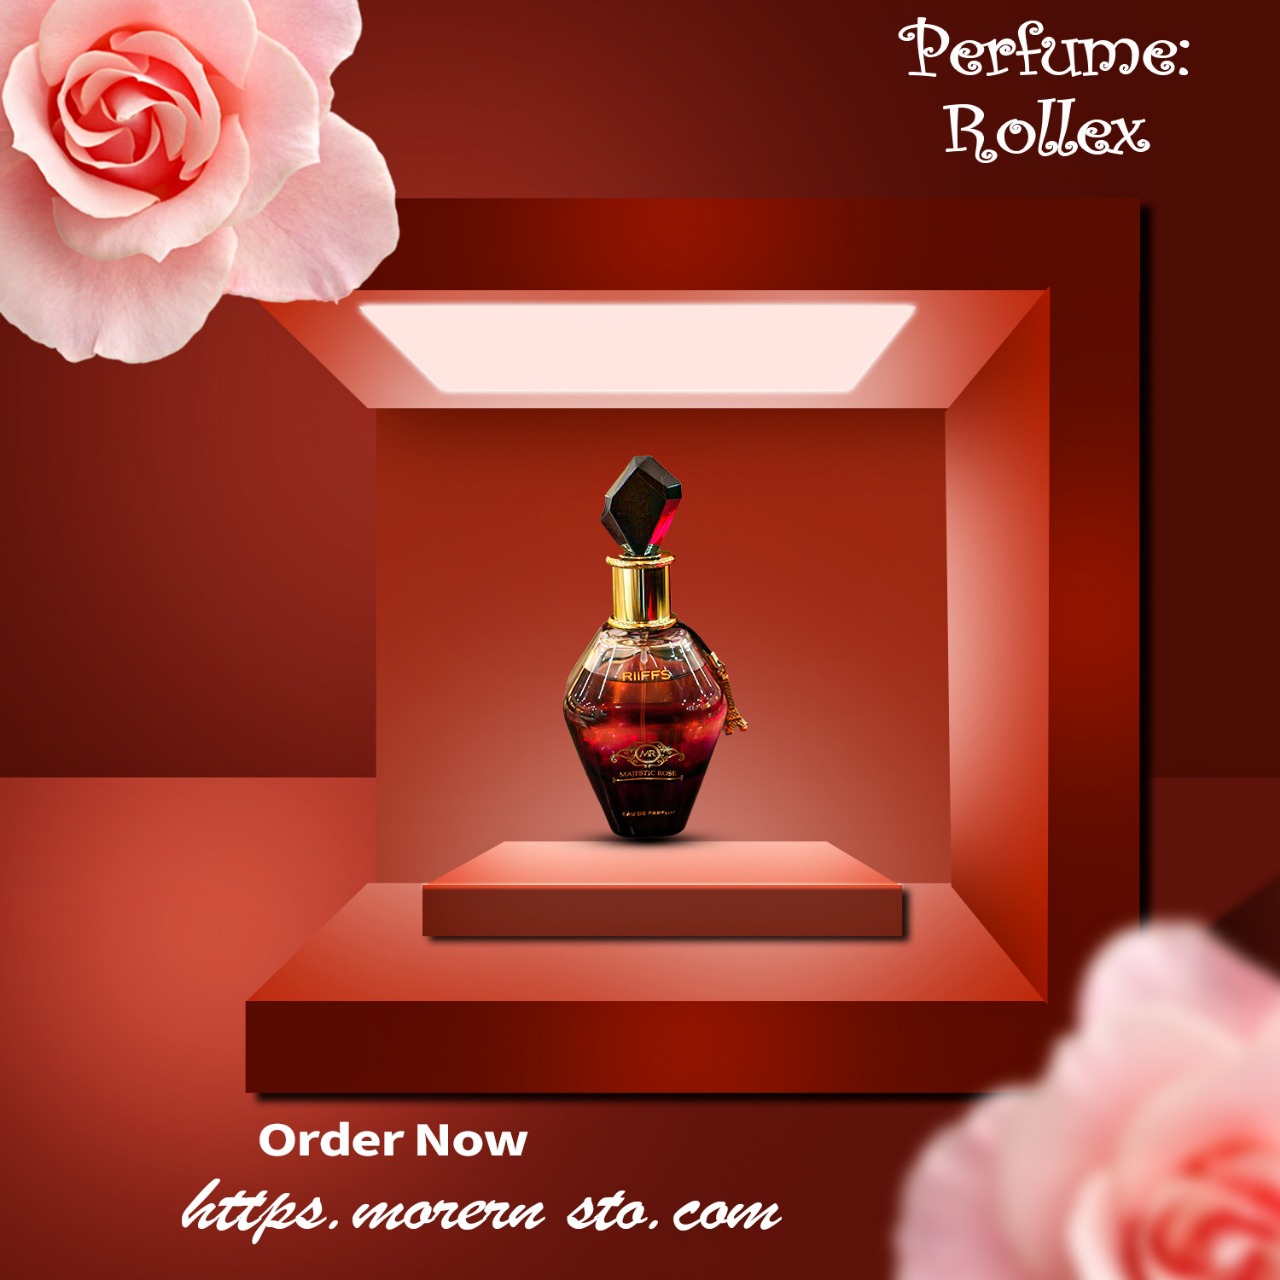 Perfume:
Rollex
RIIFFS
MR
MAJESTIC ROSE
EAU DE PARFUM
Order Now
https.morern sto.com